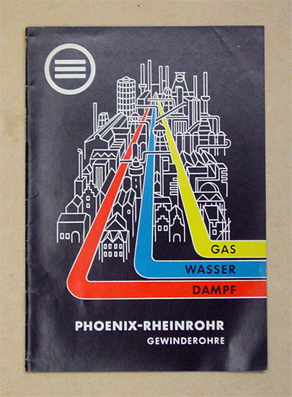 GAS
WASSER
DAMPF
PHOENIX-RHEINROHR
GEWINDEROHRE